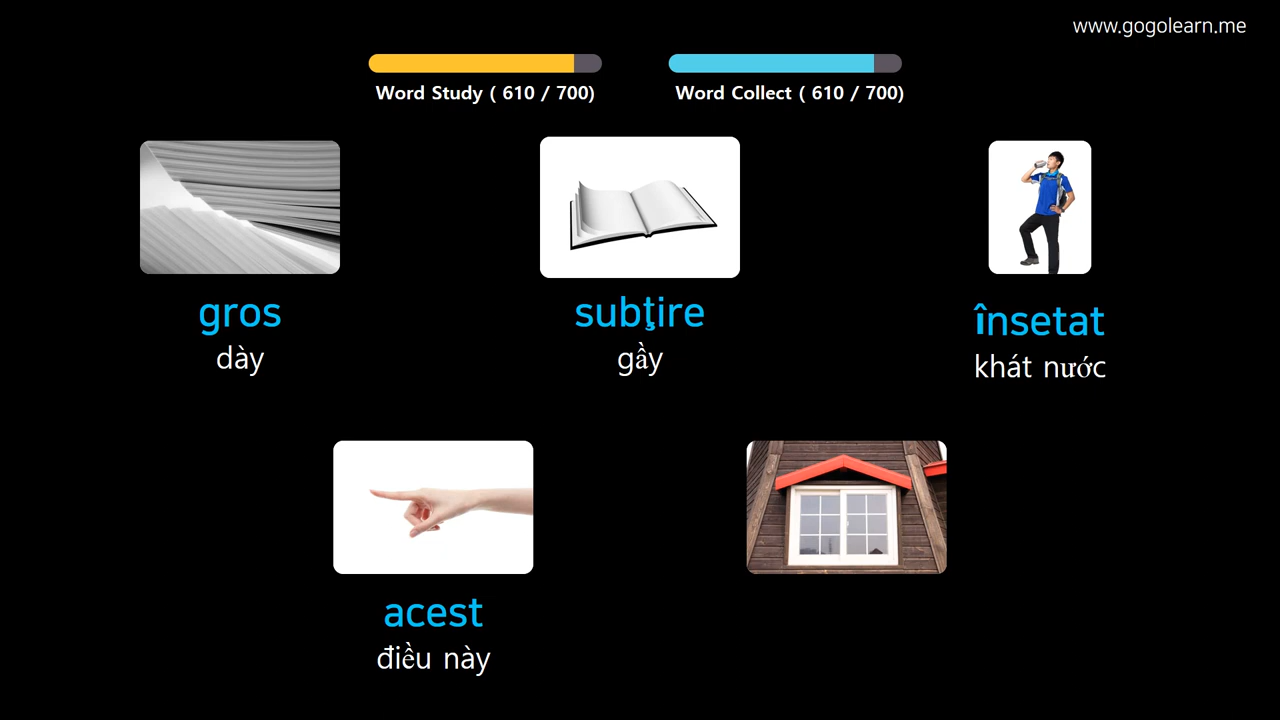 www.gogolearn.me
Word Study ( 610 / 700)
Word Collect ( 610 / 700)
gros
dày
subţire
gầy
însetat
khát nước
acest
điều này